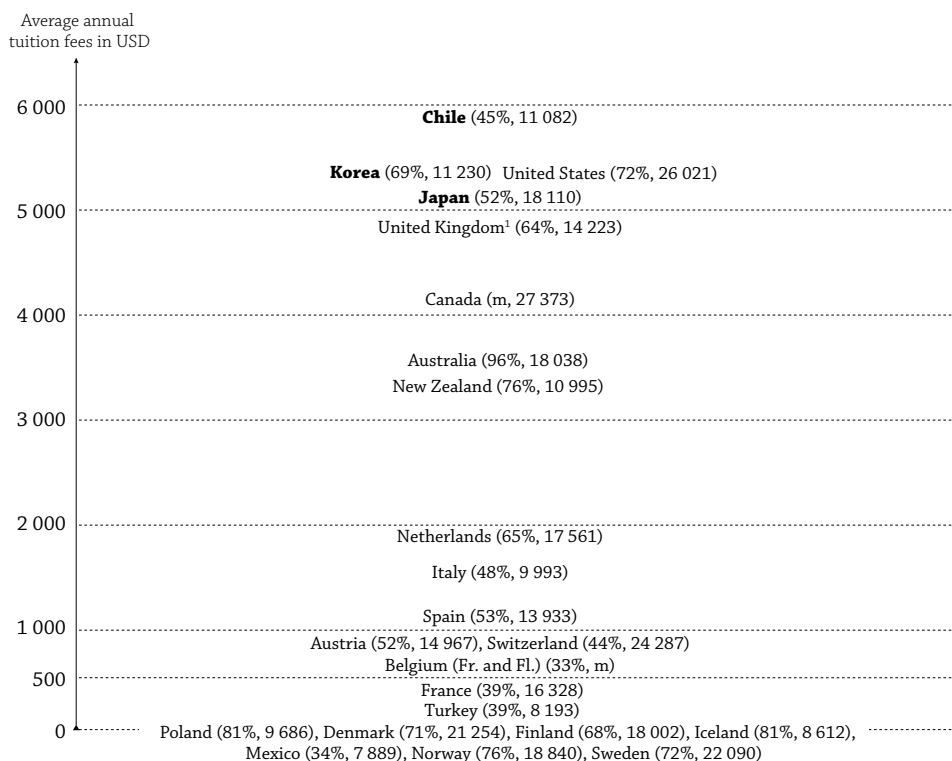 Average annual
tuition fees in USD
6 000
Chile (45%, 11 082)
Korea (69%, 11 230) United States (72%, 26 021)
Japan (52%, 18 110)
5 000
United Kingdom¹ (64%, 14 223)
Canada (m, 27 373)
4 000
Australia (96%, 18 038)
New Zealand (76%, 10 995)
3 000
2 000
Netherlands (65%, 17 561)
Italy (48%, 9 993)
Spain (53%, 13 933)
1 000
Austria (52%, 14 967), Switzerland (44%, 24 287)
Belgium (Fr. and Fl.) (33%, m)
500
France (39%, 16 328)
Turkey (39%, 8 193)
0
Poland (81%, 9 686), Denmark (71%, 21 254), Finland (68%, 18 002), Iceland (81%, 8 612),
Mexico (34%, 7 889), Norway (76%, 18 840), Sweden (72%, 22 090)